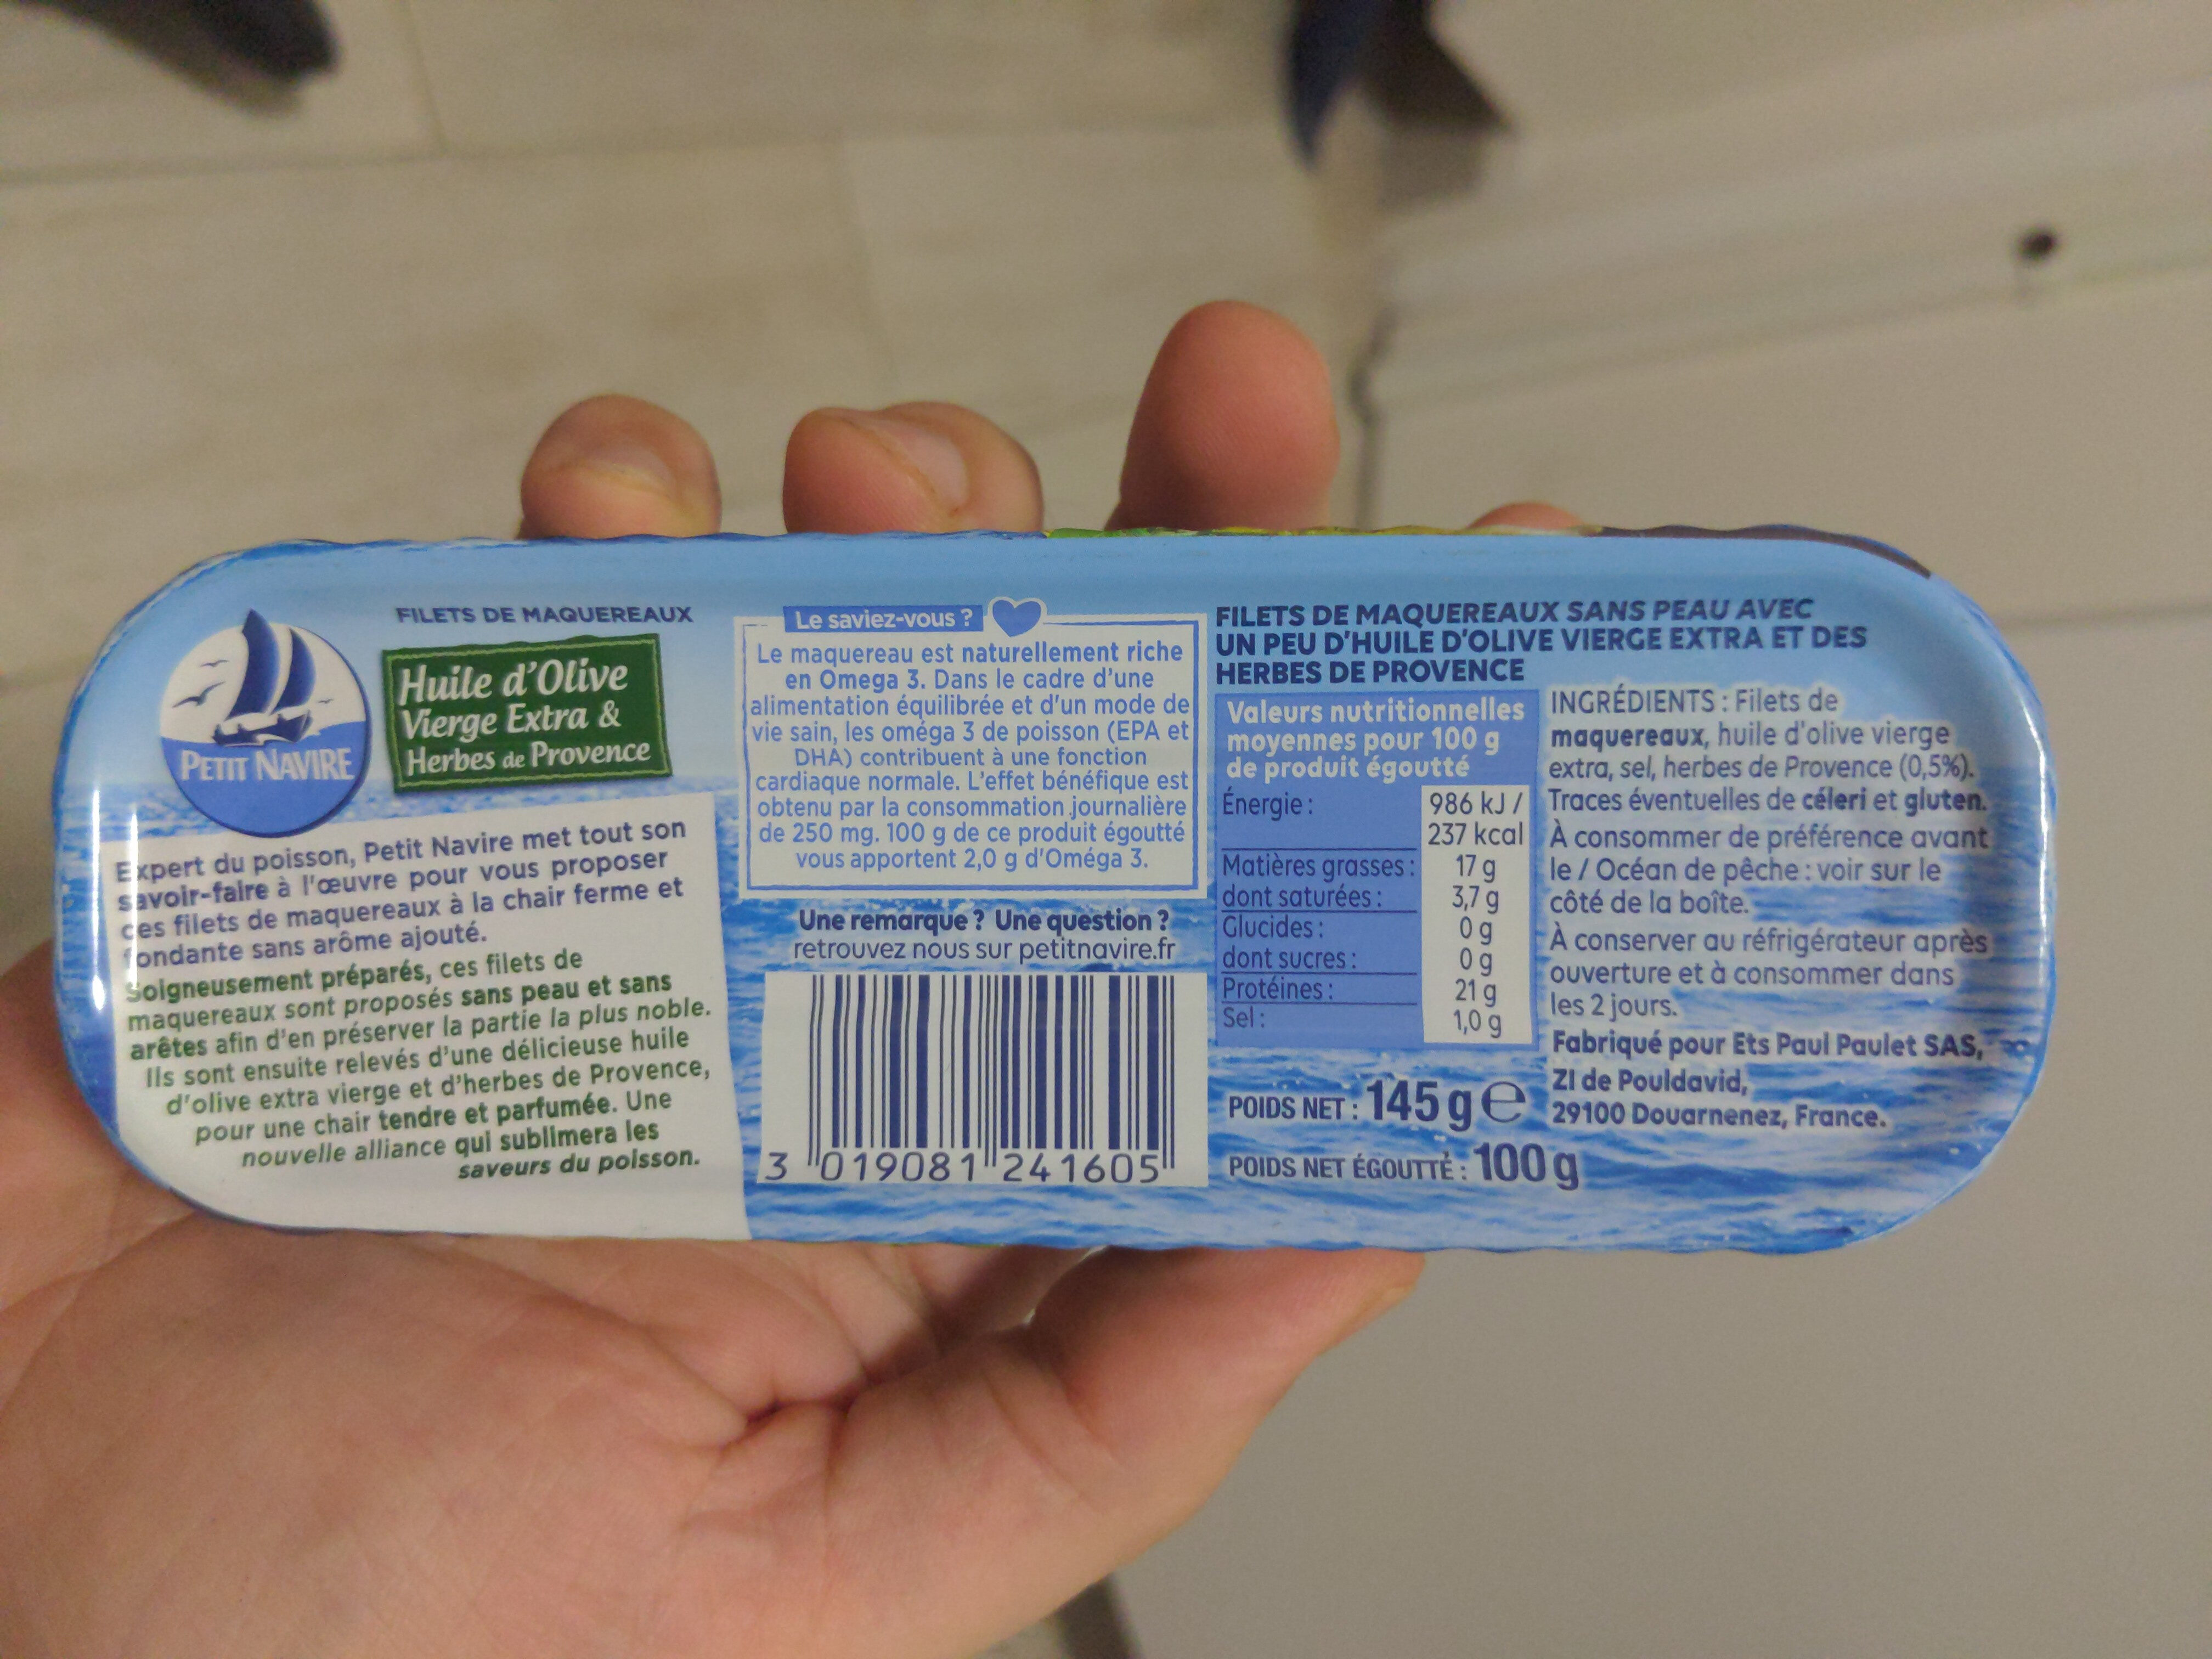 PETIT NAVIRE
FILETS DE MAQUEREAUX
Huile d'Olive
Vierge Extra &
Herbes de Provence
Expert du poisson, Petit Navire met tout son
savoir-faire à l'œuvre pour vous proposer
ces filets de maquereaux à la chair ferme et
fondante sans arôme ajouté.
Soigneusement préparés, ces filets de
maquereaux sont proposés sans peau et sans
arêtes afin d'en préserver la partie la plus noble.
Ils sont ensuite relevés d'une délicieuse huile
d'olive extra vierge et d'herbes de Provence,
pour une chair tendre et parfumée. Une
nouvelle alliance qui sublimera les
saveurs du poisson.
Le saviez-vous ?
Le maquereau est naturellement riche
en Omega 3. Dans le cadre d'une
alimentation équilibrée et d'un mode de
vie sain, les oméga 3 de poisson (EPA et
DHA) contribuent à une fonction
cardiaque normale. L'effet bénéfique est
obtenu par la consommation journalière
de 250 mg. 100 g de ce produit égoutté
vous apportent 2,0 g d'Oméga 3.
Une remarque ? Une question ?
retrouvez nous sur petitnavire.fr
3 019081 241605
FILETS DE MAQUEREAUX SANS PEAU AVEC
UN PEU D'HUILE D'OLIVE VIERGE EXTRA ET DES
HERBES DE PROVENCE
Valeurs nutritionnelles
moyennes pour 100 g
de produit égoutté
Énergie : 986 kJ /
237 kcal
Matières grasses : 17 g
dont saturées : 3,7 g
Glucides : 0 g
dont sucres : 0 g
Protéines : 21 g
Sel : 1,0 g
POIDS NET : 145 g e
POIDS NET ÉGOUTTÉ : 100 g
INGRÉDIENTS : Filets de
maquereaux, huile d'olive vierge
extra, sel, herbes de Provence (0,5%).
Traces éventuelles de céleri et gluten.
À consommer de préférence avant
le / Océan de pêche : voir sur le
côté de la boîte.
À conserver au réfrigérateur après
ouverture et à consommer dans
les 2 jours.
Fabriqué pour Ets Paul Paulet SAS,
ZI de Pouldavid,
29100 Douarnenez, France.